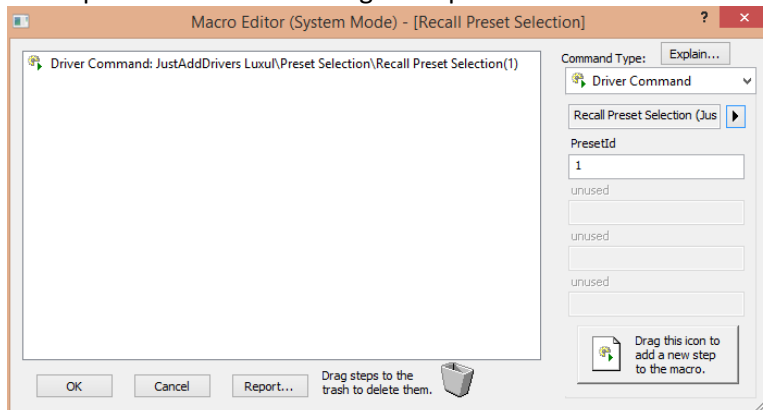 Macro Editor (System Mode) - [Recall Preset Selection]
?
×
Driver Command: JustAddDrivers Luxul\Preset Selection\Recall Preset Selection(1)
Command Type:
Explain...
Driver Command
Recall Preset Selection (Jus
PresetId
1
unused
unused
unused
Drag this icon to
add a new step
to the macro.
OK
Cancel
Report...
Drag steps to the
trash to delete them.